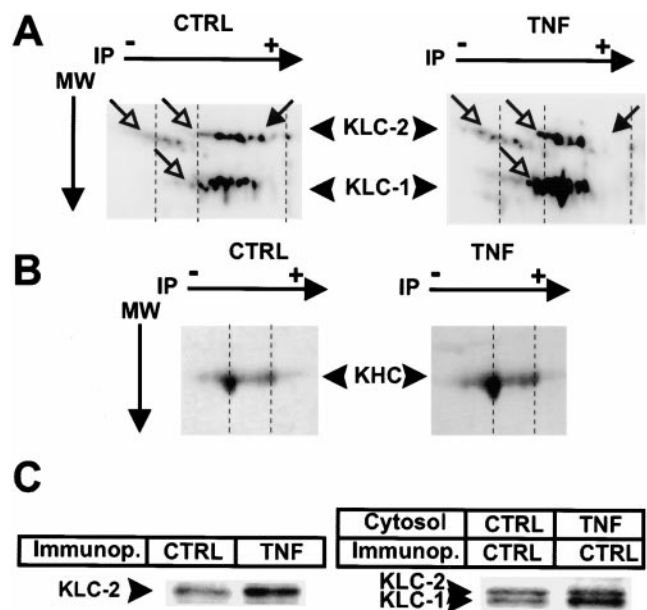 A
CTRL
TNF
IP - +
IP - +
MW
KLC-2
KLC-1
B
CTRL
TNF
IP - +
IP - +
MW
KHC
C
Cytosol CTRL TNF
Immunop. CTRL TNF
Immunop. CTRL CTRL
KLC-2
KLC-2
KLC-1